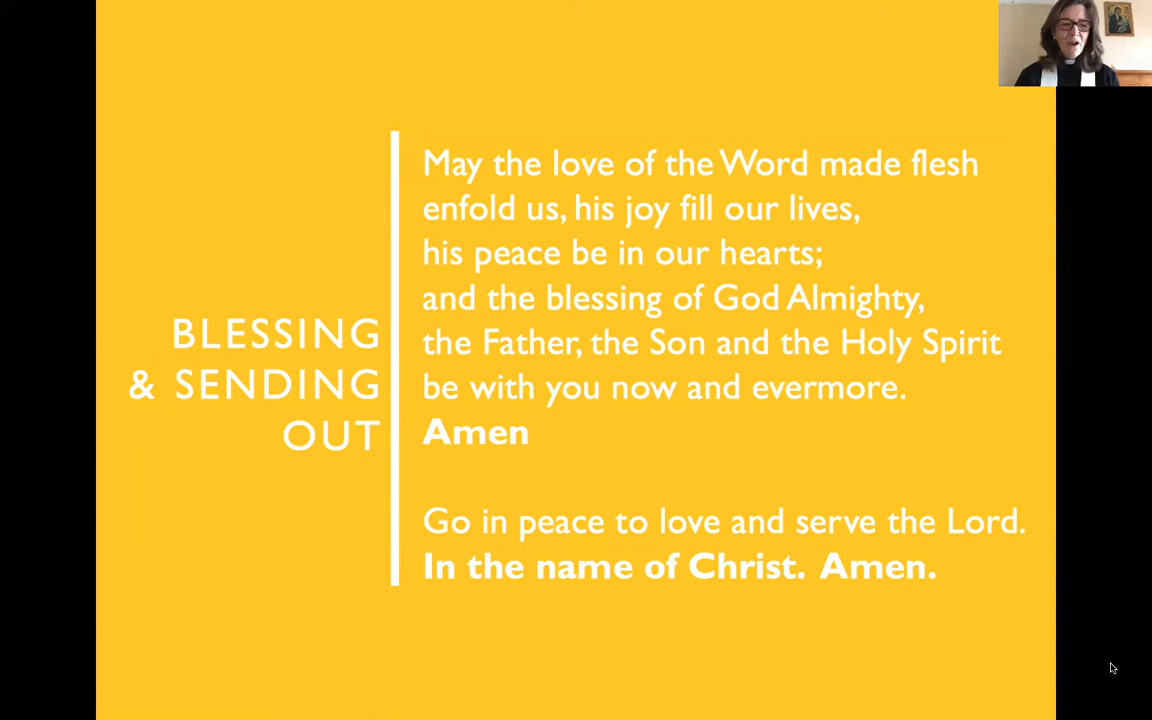 BLESSING
& SENDING
OUT
May the love of the Word made flesh
enfold us, his joy fill our lives,
his peace be in our hearts;
and the blessing of God Almighty,
the Father, the Son and the Holy Spirit
be with you now and evermore.
Amen
Go in peace to love and serve the Lord.
In the name of Christ. Amen.